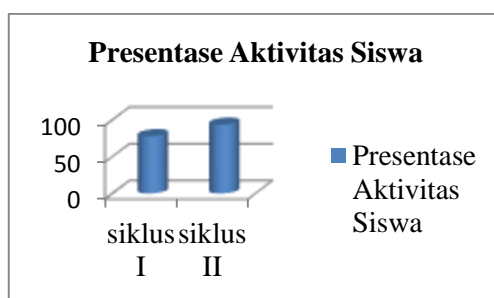 Presentase Aktivitas Siswa
100
50
0
siklus I
siklus II
Presentase
Aktivitas
Siswa